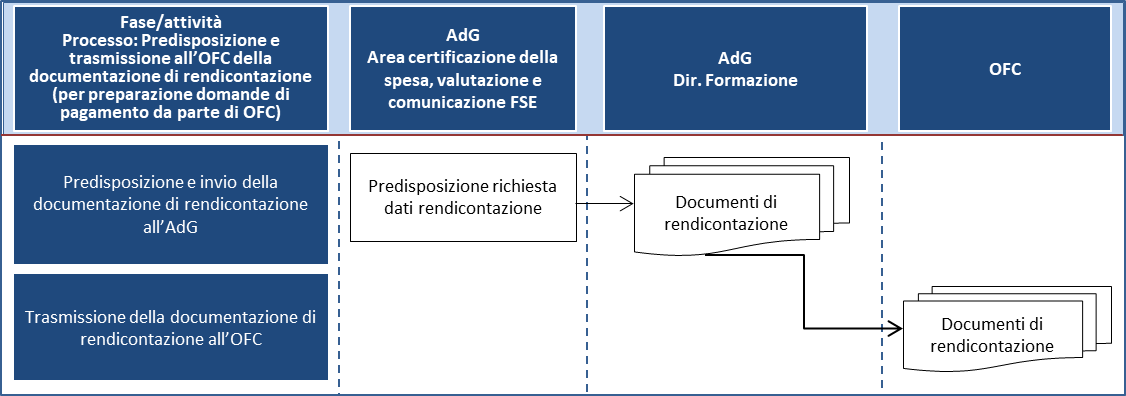 Fase/attività
Processo: Predisposizione e
trasmissione all'OFC della
documentazione di rendicontazione
(per preparazione domande di
pagamento da parte di OFC)
AdG
Area certificazione della
spesa, valutazione e
comunicazione FSE
AdG
Dir. Formazione
OFC
Predisposizione e invio della
documentazione di rendicontazione
all'AdG
Predisposizione richiesta
dati rendicontazione
Documenti di
rendicontazione
Trasmissione della documentazione di
rendicontazione all'OFC
Documenti di
rendicontazione